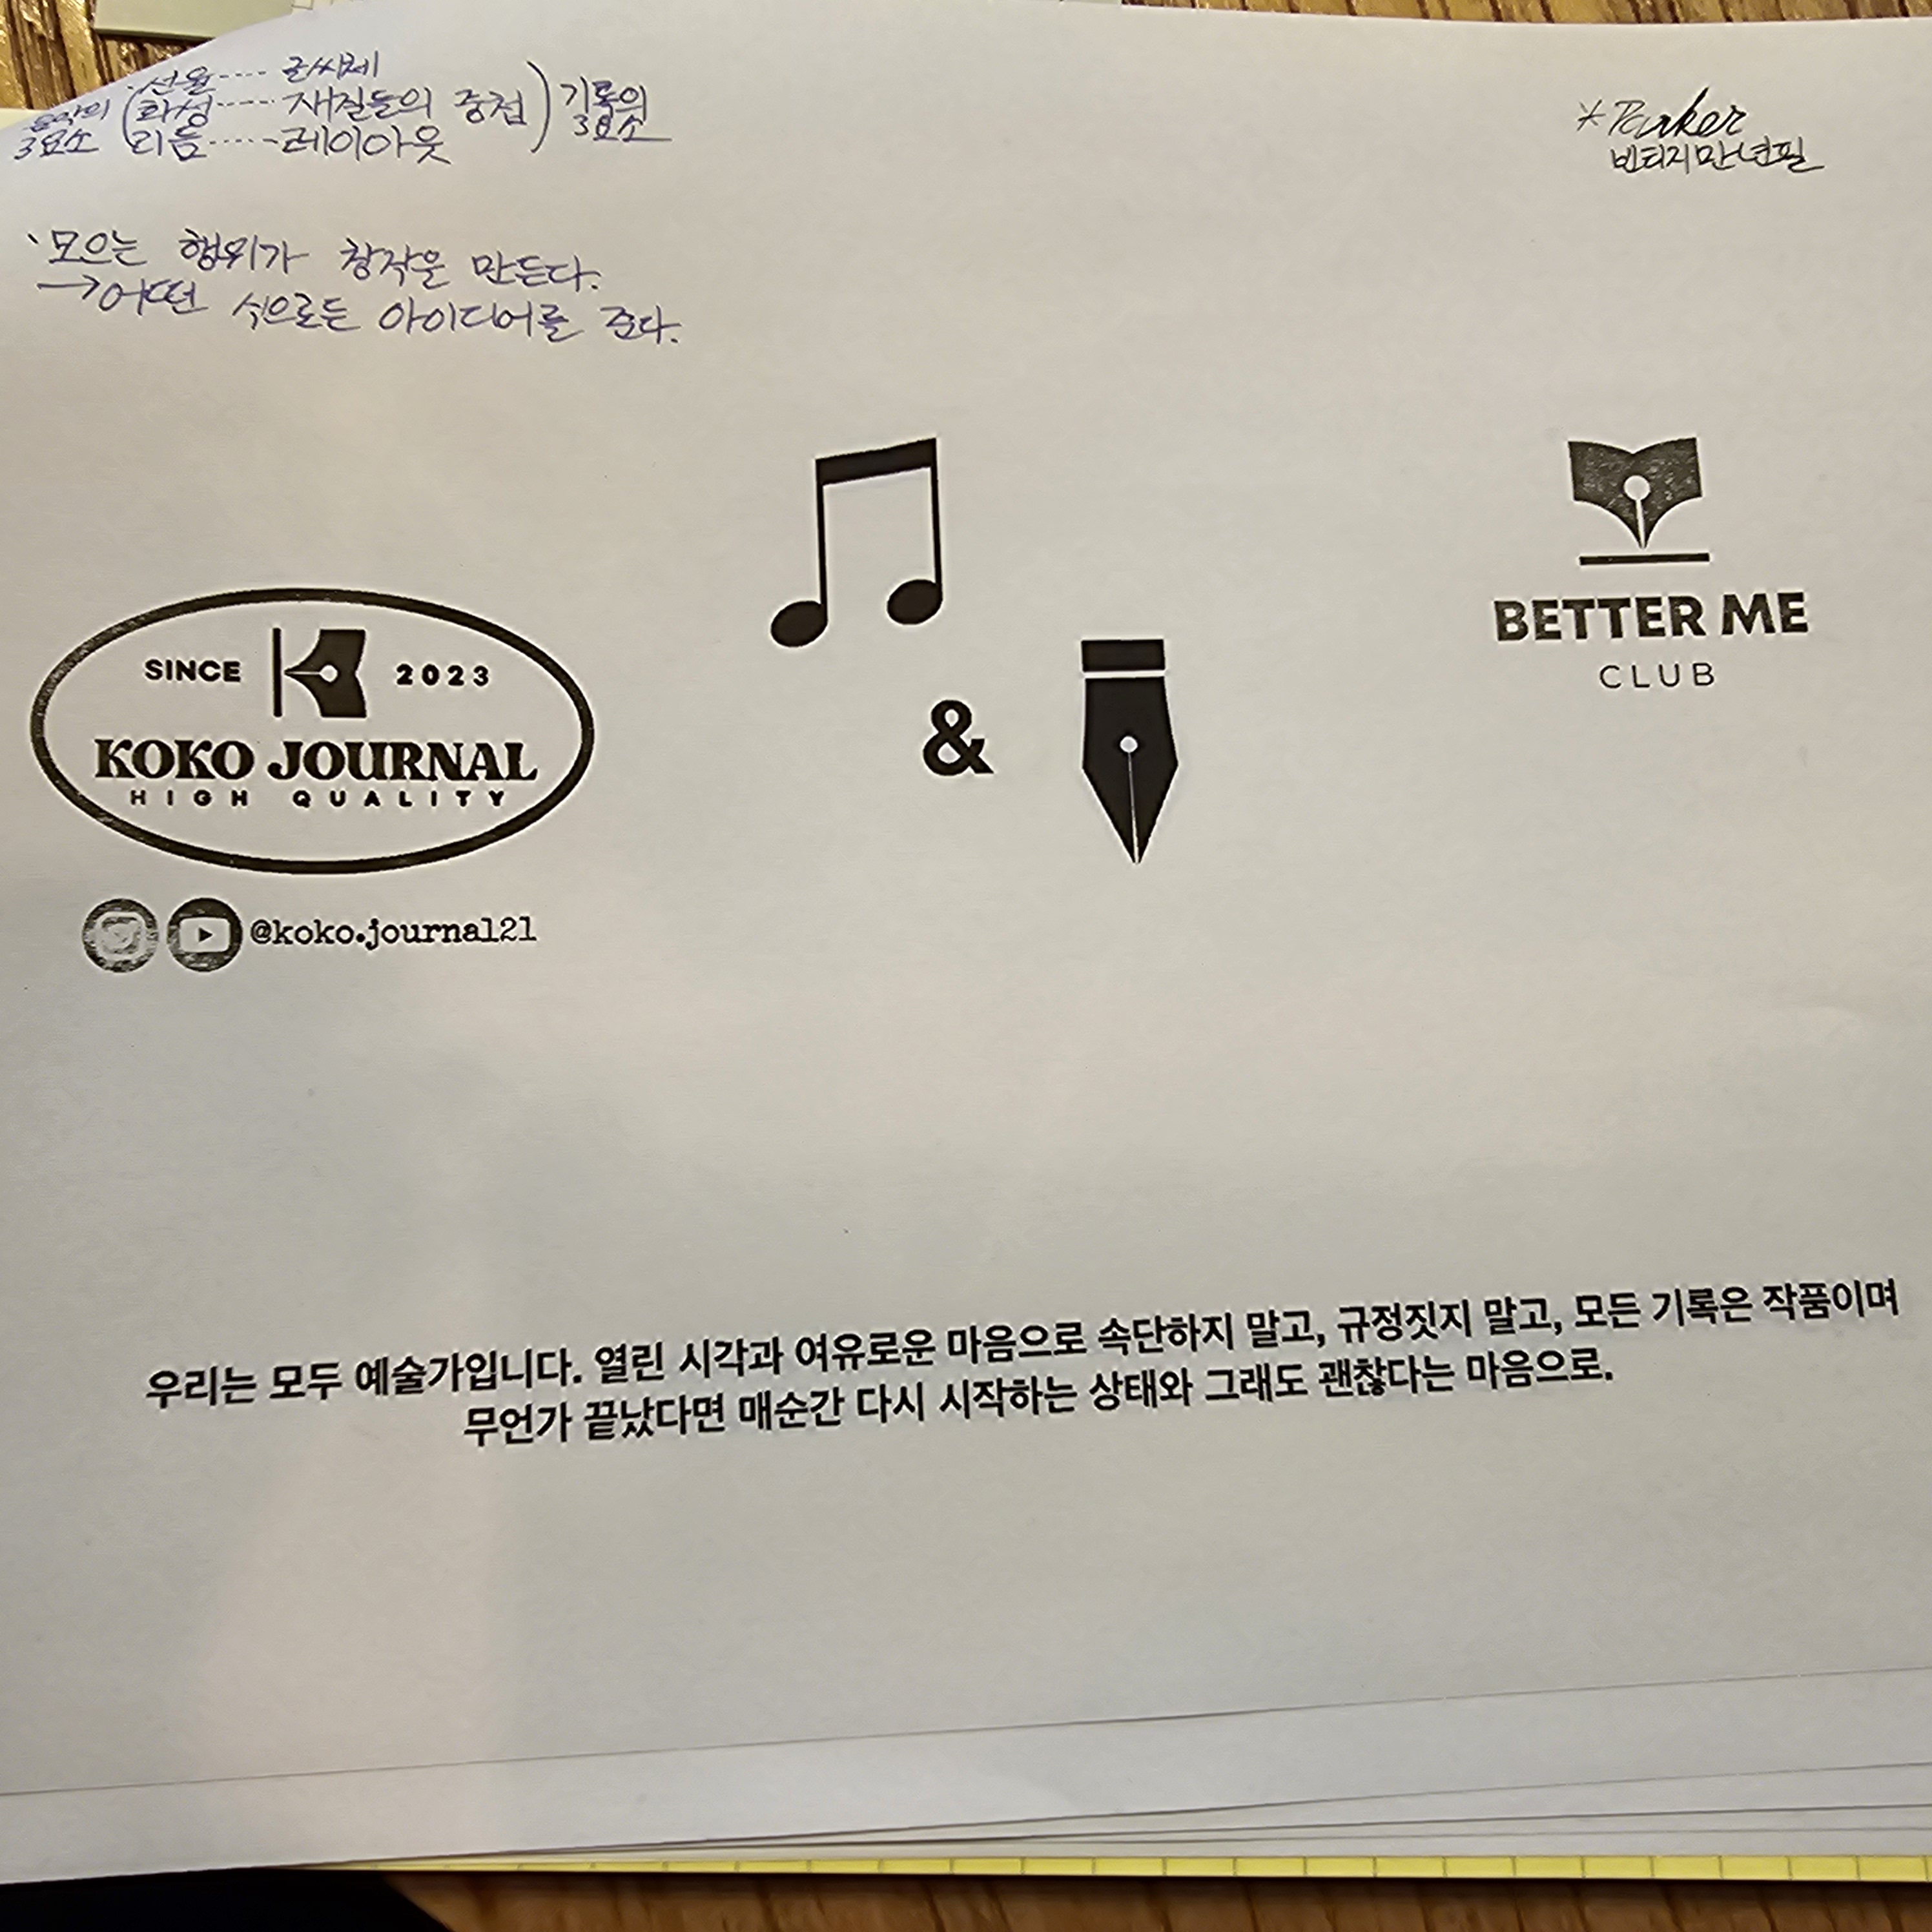 선율---- 글씨체
음악의 3요소 (화성----재질들의 중첩) 기록의 3요소
리듬-----레이아웃
*Parker
빈티지만년필
모으는 행위가 창작을 만든다.
→어떤 식으로든 아이디어를 준다.
BETTER ME
CLUB
SINCE 2023
KOKO JOURNAL
HIGH QUALITY
&
@koko.journal21
우리는 모두 예술가입니다. 열린 시각과 여유로운 마음으로 속단하지 말고, 규정짓지 말고, 모든 기록은 작품이며
무언가 끝났다면 매순간 다시 시작하는 상태와 그래도 괜찮다는 마음으로.